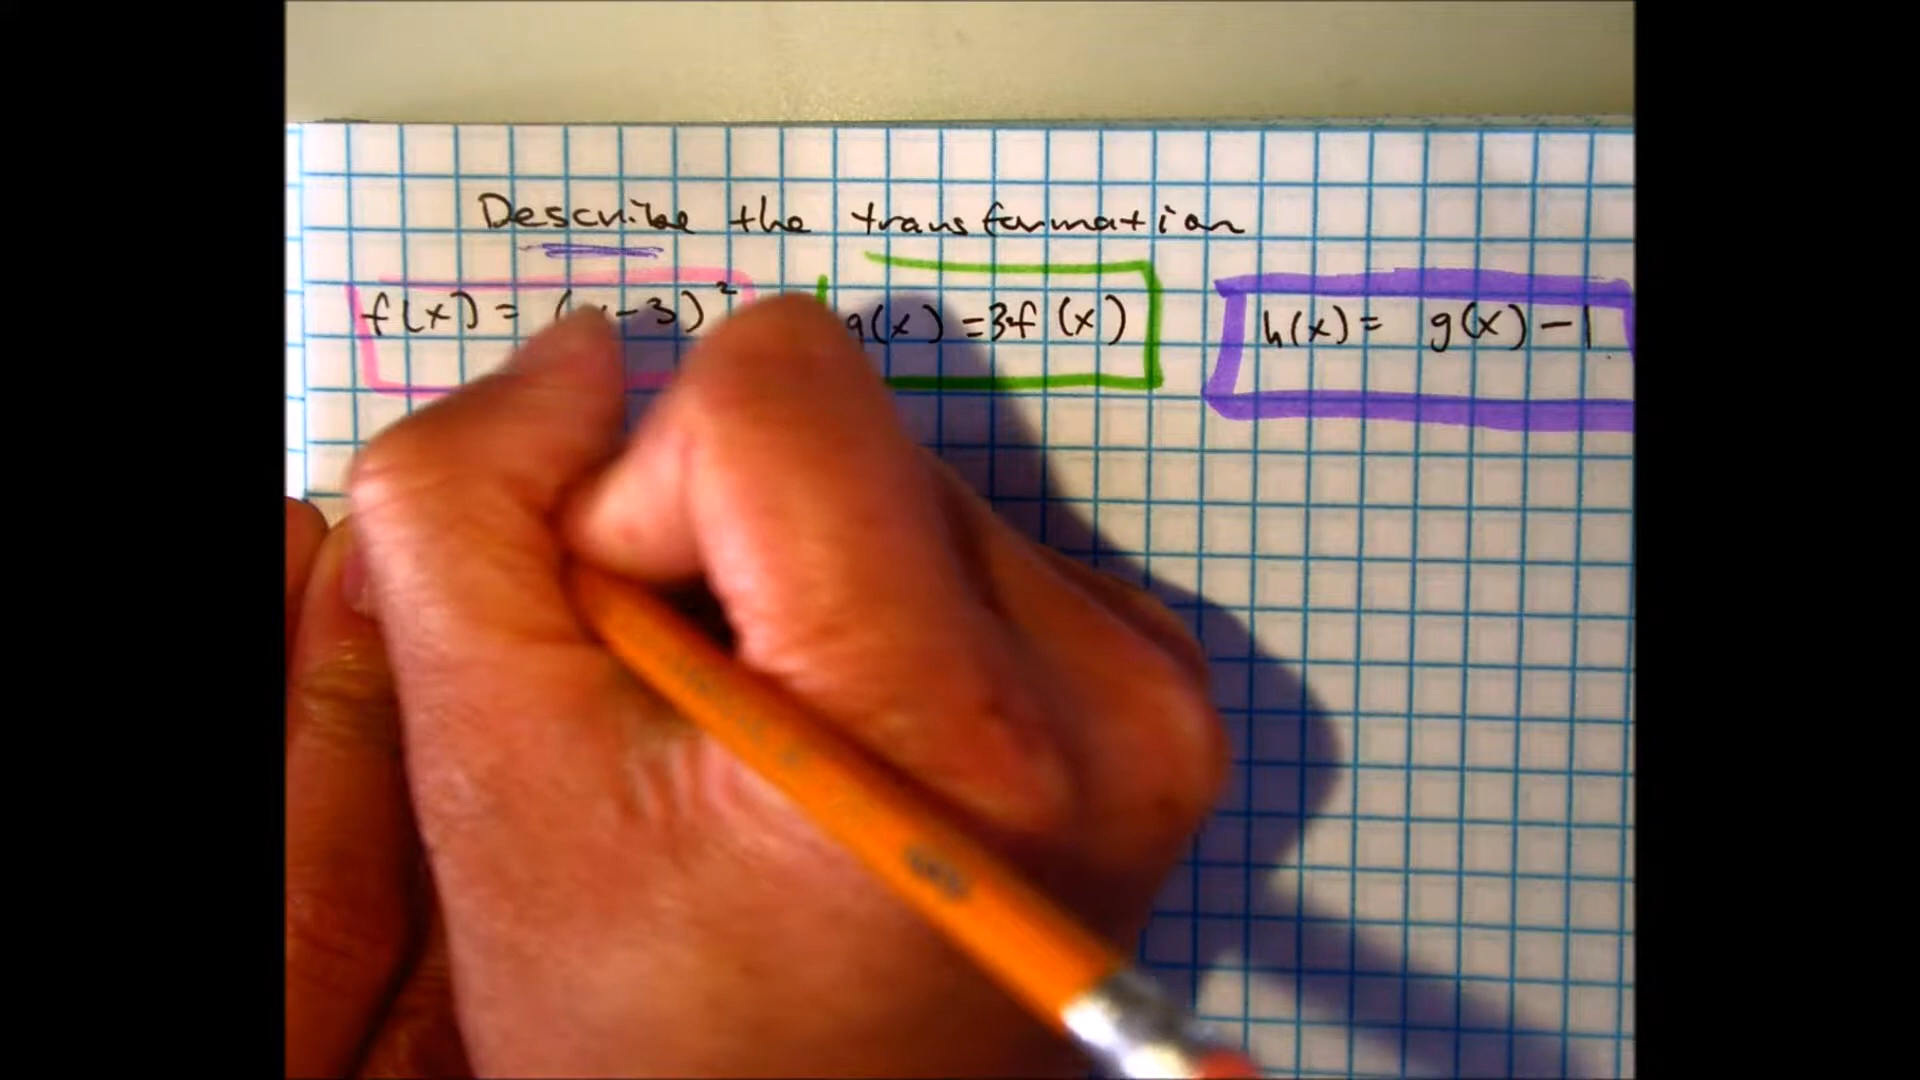 Describe the transformation
f(x) = (x-3)² g(x) = 3f(x) h(x) = g(x) - 1